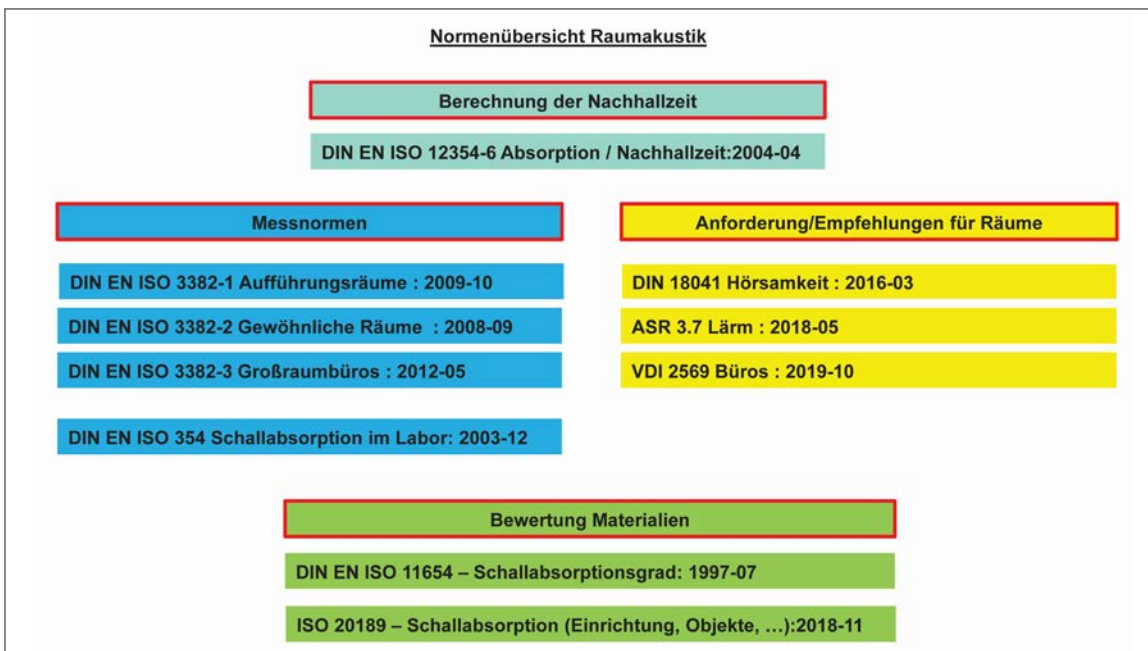 Normenübersicht Raumakustik
Berechnung der Nachhallzeit
DIN EN ISO 12354-6 Absorption / Nachhallzeit:2004-04
Messnormen
DIN EN ISO 3382-1 Aufführungsräume : 2009-10
DIN EN ISO 3382-2 Gewöhnliche Räume : 2008-09
DIN EN ISO 3382-3 Großraumbüros : 2012-05
DIN EN ISO 354 Schallabsorption im Labor: 2003-12
Anforderung/Empfehlungen für Räume
DIN 18041 Hörsamkeit : 2016-03
ASR 3.7 Lärm : 2018-05
VDI 2569 Büros : 2019-10
Bewertung Materialien
DIN EN ISO 11654 – Schallabsorptionsgrad: 1997-07
ISO 20189 – Schallabsorption (Einrichtung, Objekte, …):2018-11